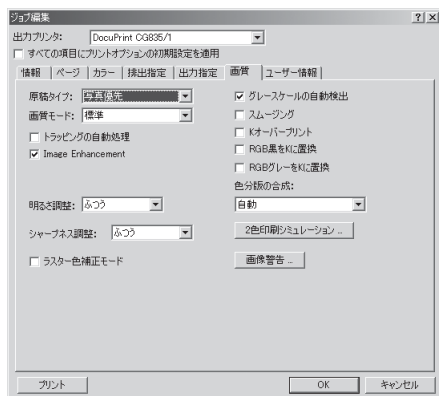 ジョブ編集
出力プリンタ: DocuPrint CG835/1
すべての項目にプリントオプションの初期設定を適用
情報 ページ カラー 排出指定 出力指定 画質 ユーザー情報
原稿タイプ: 写真優先
画質モード: 標準
トラッピングの自動処理
Image Enhancement
明るさ調整: ふつう
シャープネス調整: ふつう
ラスター色補正モード
グレースケールの自動検出
スムージング
Kオーバープリント
RGB黒をKに置換
RGBグレーをKに置換
色分版の合成:
自動
2色印刷シミュレーション...
画像警告...
プリント OK キャンセル